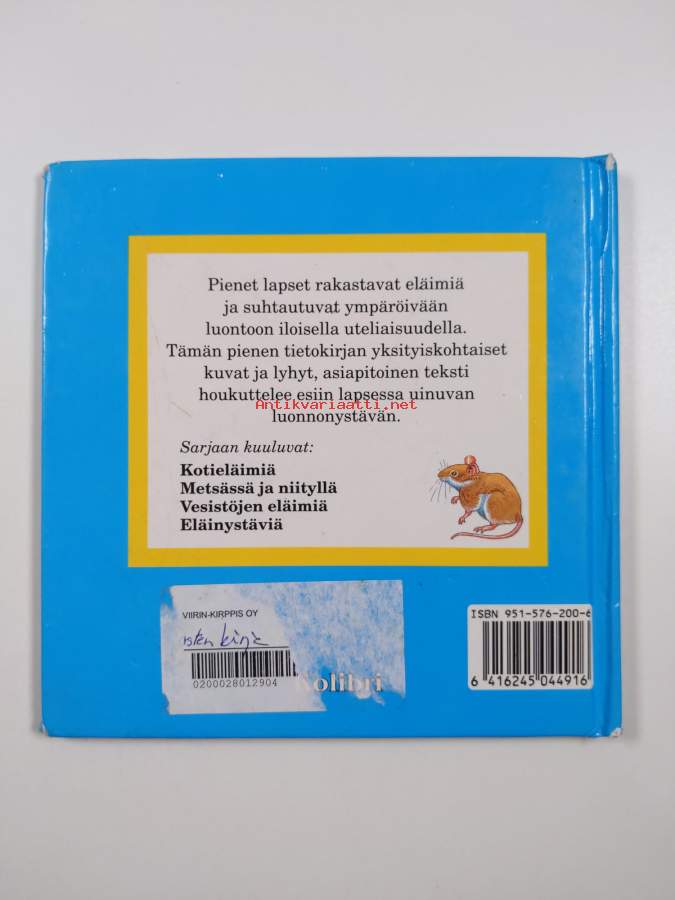 Pienet lapset rakastavat eläimiä
ja suhtautuvat ympäröivään
luontoon iloisella uteliaisuudella.
Tämän pienen tietokirjan yksityiskohtaiset
kuvat ja lyhyt, asiapitoinen teksti
houkuttelee esiin lapsessa uinuvan
Antikvariaatti.net
luonnonystävän.
Sarjaan kuuluvat:
Kotieläimiä
Metsässä ja niityllä
Vesistöjen eläimiä
Eläinystäviä
VIIRIN-KIRPPIS OY
sten kirja
0200028012904
Kolibri
ISBN 951-576-200-6
6 416245 044916